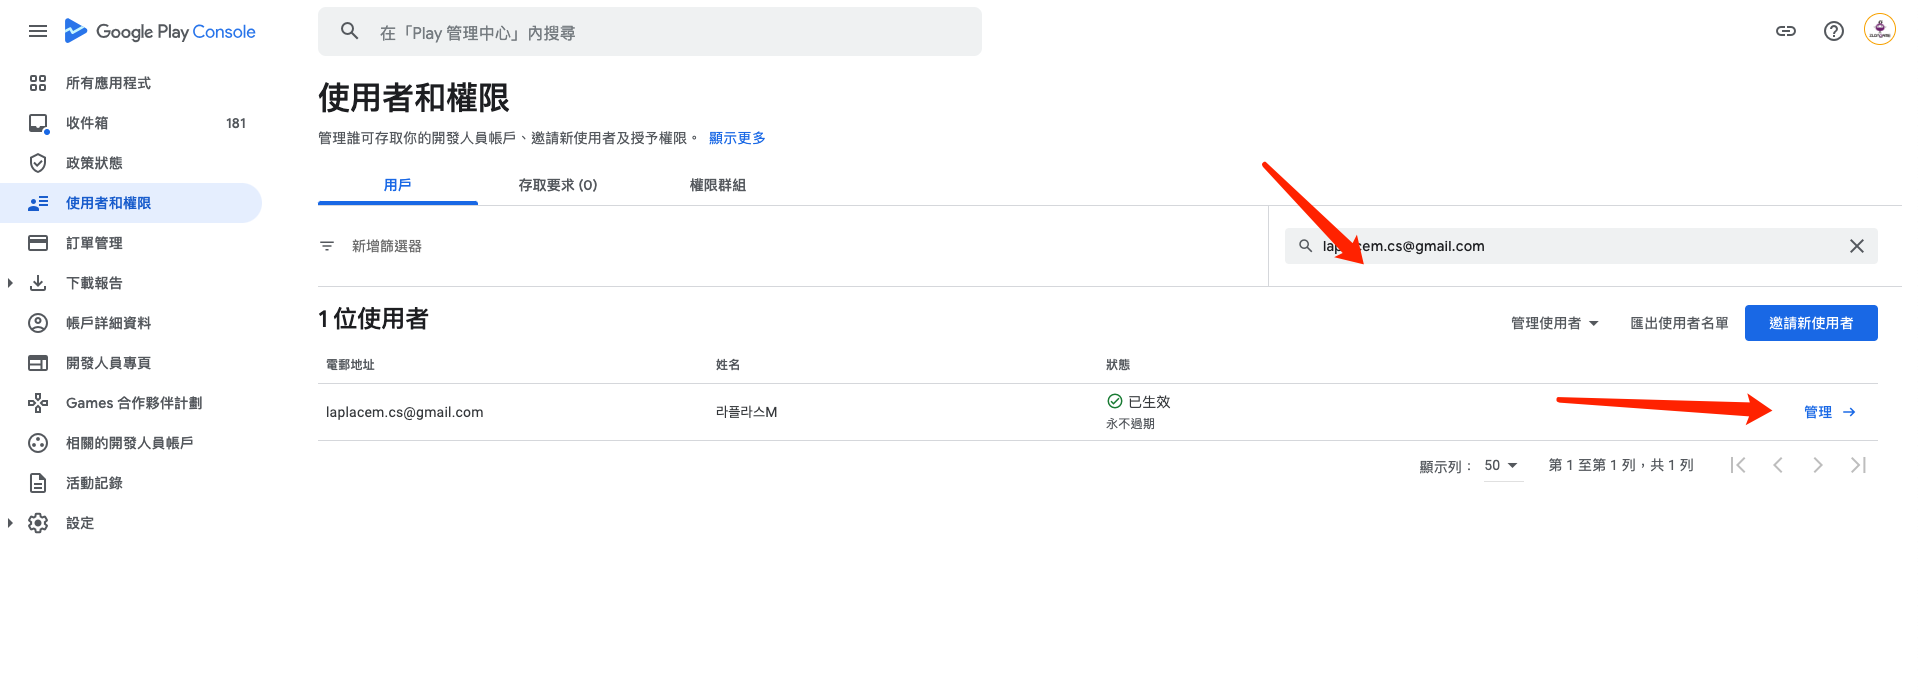 Google Play Console
在「Play 管理中心」內搜尋
所有應用程式
收件箱 181
政策狀態
使用者和權限
訂單管理
下載報告
帳戶詳細資料
開發人員專頁
Games 合作夥伴計劃
相關的開發人員帳戶
活動記錄
設定
使用者和權限
管理誰可存取你的開發人員帳戶、邀請新使用者及授予權限。 顯示更多
用戶 存取要求 (0) 權限群組
新增篩選器
laplacem.cs@gmail.com
1 位使用者
管理使用者 匯出使用者名單 邀請新使用者
電郵地址 姓名 狀態
laplacem.cs@gmail.com 라플라스M 已生效
永不過期
管理
顯示列： 50 第 1 至第 1 列，共 1 列